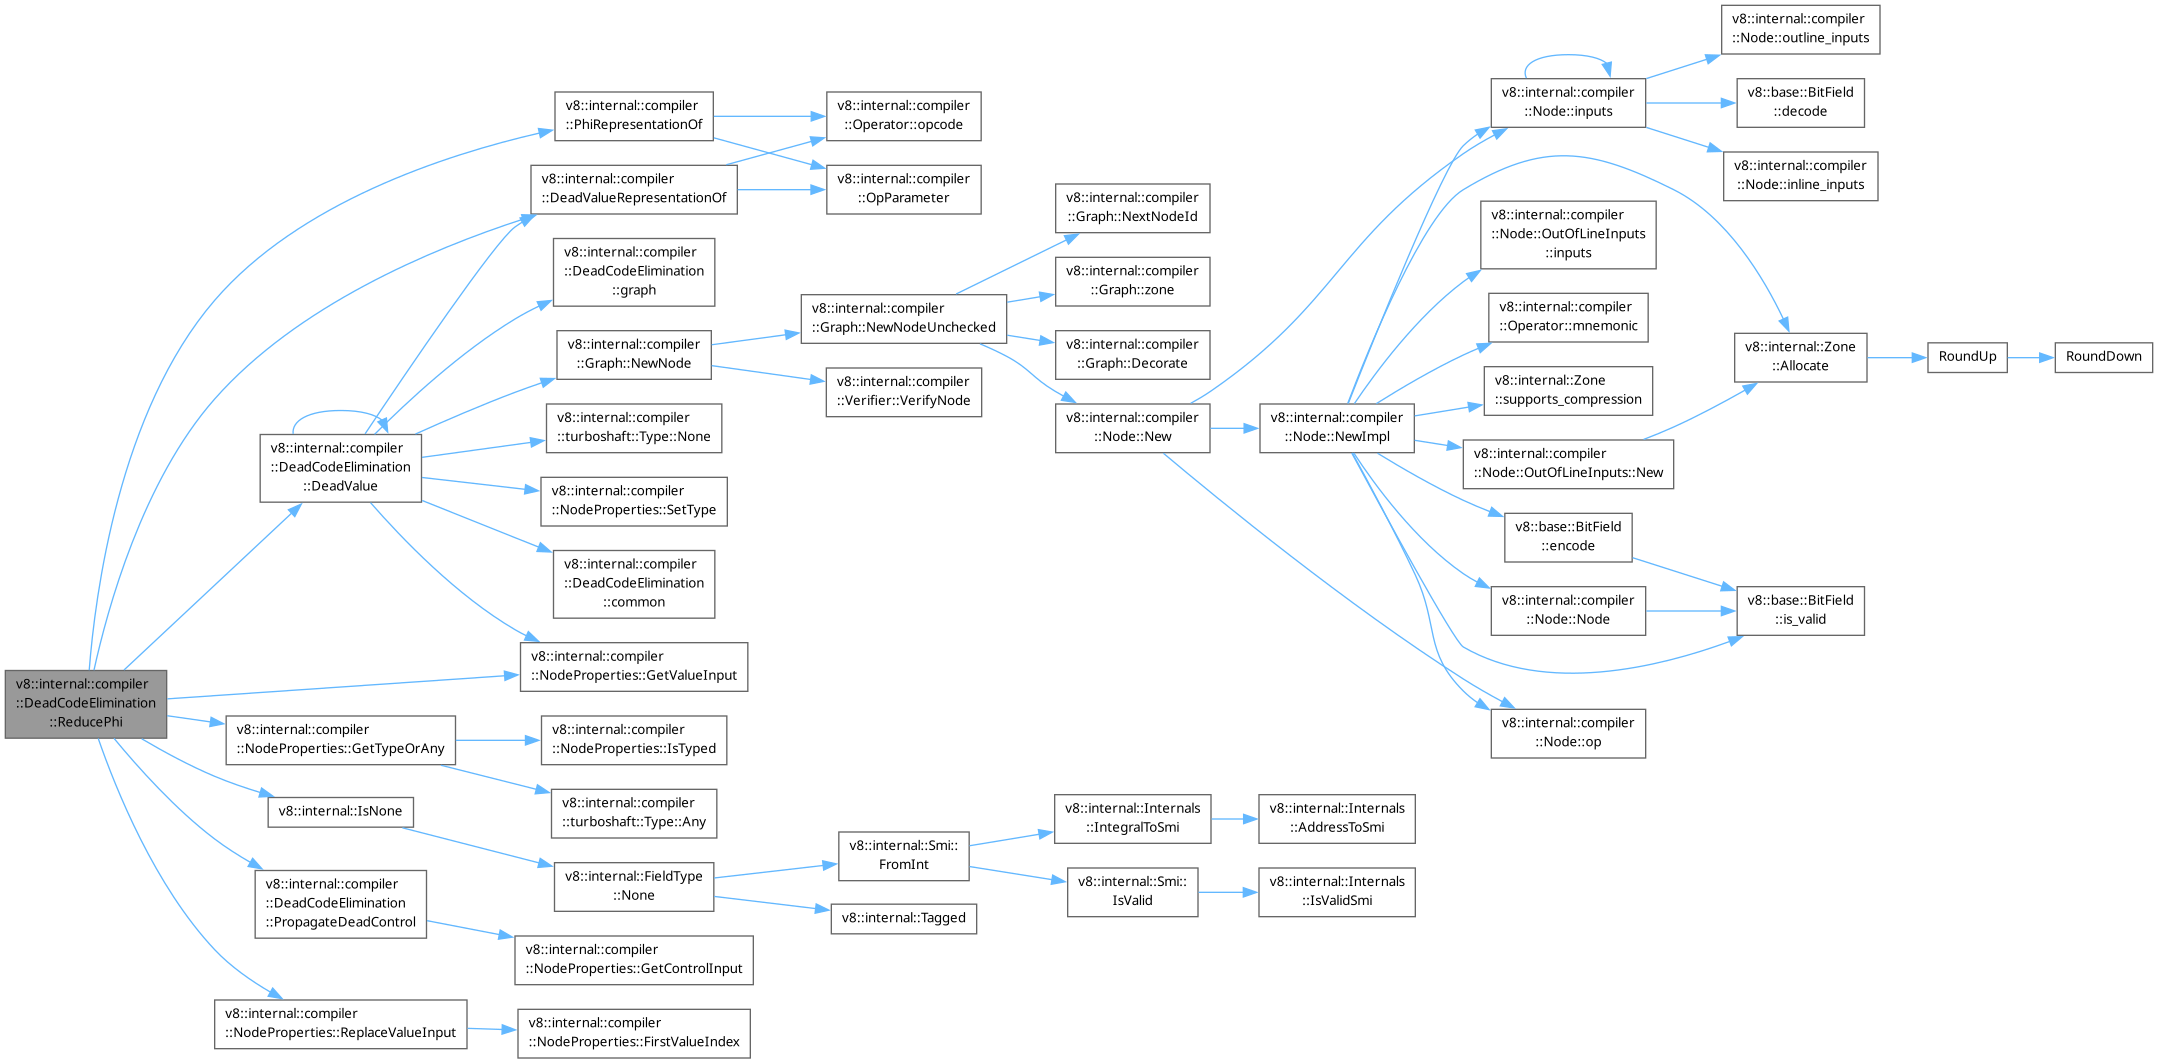 v8::internal::compiler
::DeadCodeElimination
::ReducePhi
v8::internal::compiler
::PhiRepresentationOf
v8::internal::compiler
::Operator::opcode
v8::internal::compiler
::OpParameter
v8::internal::compiler
::DeadValueRepresentationOf
v8::internal::compiler
::DeadCodeElimination
::DeadValue
v8::internal::compiler
::DeadCodeElimination
::graph
v8::internal::compiler
::Graph::NewNode
v8::internal::compiler
::turboshaft::Type::None
v8::internal::compiler
::NodeProperties::SetType
v8::internal::compiler
::DeadCodeElimination
::common
v8::internal::compiler
::NodeProperties::GetValueInput
v8::internal::compiler
::Graph::NewNodeUnchecked
v8::internal::compiler
::Verifier::VerifyNode
v8::internal::compiler
::Graph::NextNodeId
v8::internal::compiler
::Graph::zone
v8::internal::compiler
::Graph::Decorate
v8::internal::compiler
::Node::New
v8::internal::compiler
::Node::NewImpl
v8::internal::compiler
::Node::inputs
v8::internal::compiler
::Node::outline_inputs
v8::base::BitField
::decode
v8::internal::compiler
::Node::inline_inputs
v8::internal::compiler
::Node::OutOfLineInputs
::inputs
v8::internal::compiler
::Operator::mnemonic
v8::internal::Zone
::supports_compression
v8::internal::compiler
::Node::OutOfLineInputs::New
v8::internal::Zone
::Allocate
RoundUp
RoundDown
v8::base::BitField
::encode
v8::internal::compiler
::Node::Node
v8::base::BitField
::is_valid
v8::internal::compiler
::Node::op
v8::internal::compiler
::NodeProperties::GetTypeOrAny
v8::internal::compiler
::NodeProperties::IsTyped
v8::internal::compiler
::turboshaft::Type::Any
v8::internal::IsNone
v8::internal::FieldType
::None
v8::internal::Smi::
FromInt
v8::internal::Tagged
v8::internal::Internals
::IntegralToSmi
v8::internal::Internals
::AddressToSmi
v8::internal::Smi::
IsValid
v8::internal::Internals
::IsValidSmi
v8::internal::compiler
::DeadCodeElimination
::PropagateDeadControl
v8::internal::compiler
::NodeProperties::GetControlInput
v8::internal::compiler
::NodeProperties::ReplaceValueInput
v8::internal::compiler
::NodeProperties::FirstValueIndex